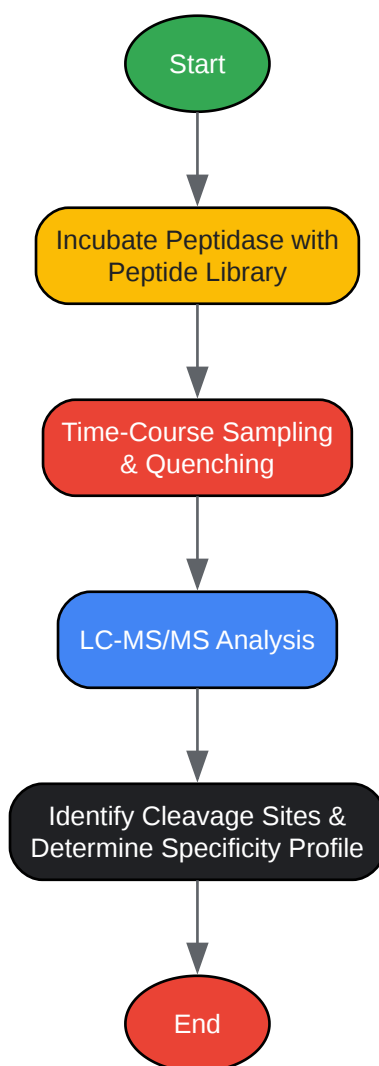 Start
Incubate Peptidase with
Peptide Library
Time-Course Sampling
& Quenching
LC-MS/MS Analysis
Identify Cleavage Sites &
Determine Specificity Profile
End